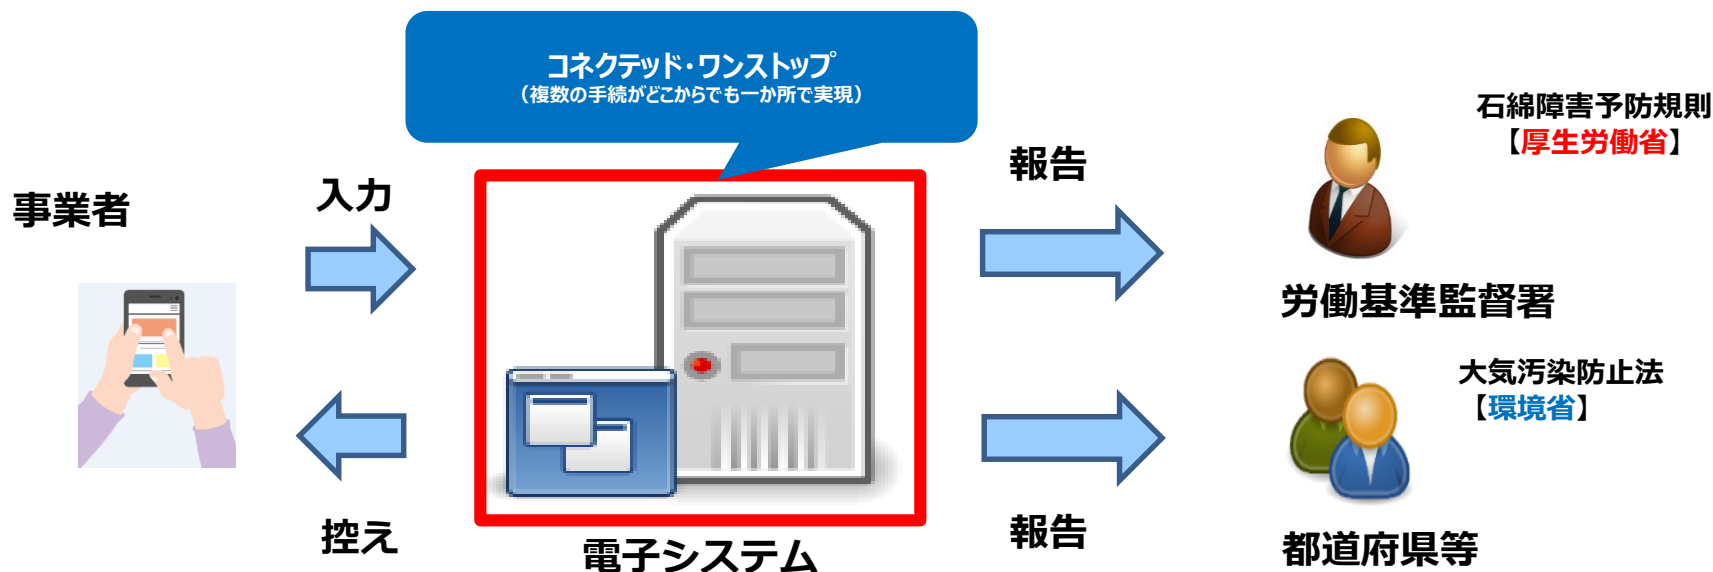 コネクテッド・ワンストップ
（複数の手続がどこからでも一か所で実現）
事業者
入力
控え
電子システム
報告
報告
石綿障害予防規則
【厚生労働省】
労働基準監督署
大気汚染防止法
【環境省】
都道府県等